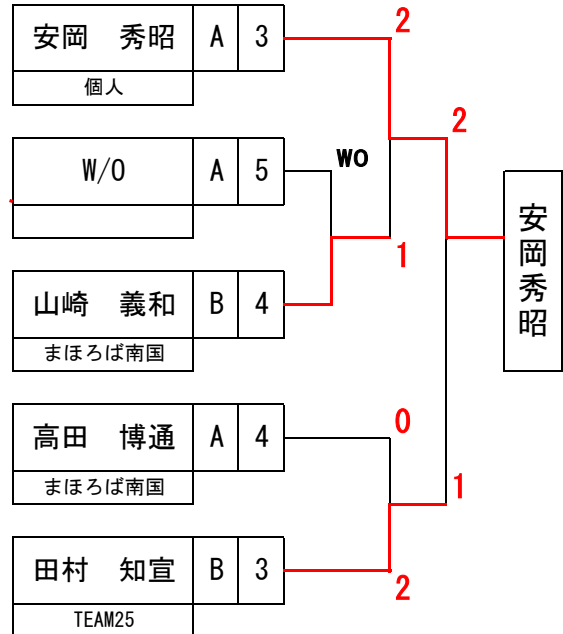 安岡 秀昭 A 3
個人
W/O A 5
山崎 義和 B 4
まほろば南国
高田 博通 A 4
まほろば南国
田村 知宣 B 3
TEAM25
2
WO
1
0
2
2
1
安岡秀昭